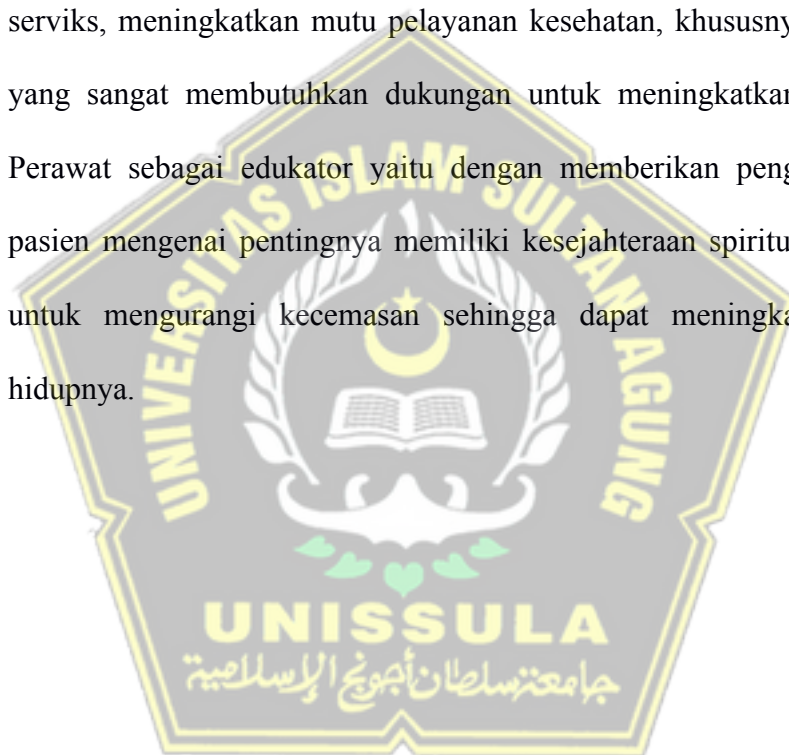 serviks, meningkatkan mutu pelayanan kesehatan, khususny
yang sangat membutuhkan dukungan untuk meningkatkan
Perawat sebagai edukator yaitu dengan memberikan peng
pasien mengenai pentingnya memiliki kesejahteraan spiritu
untuk mengurangi kecemasan sehingga dapat meningka
hidupnya.
UNIVERSITAS ISLAM SULTAN AGUNG
UNISSULA
جامعتنسلطان أجونج الإسلامية